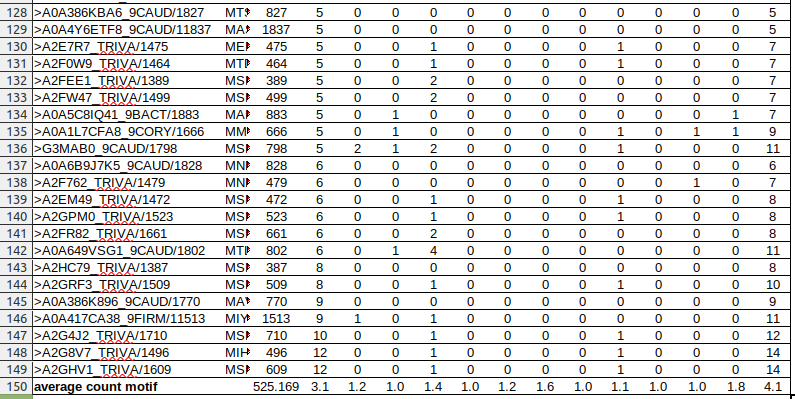 128 >A0A386KBA6_9CAUD/1827 MT 827 5 0 0 0 0 0 0 0 0 0 0 0 5
129 >A0A4Y6ETF8_9CAUD/11837 MA 1837 5 0 0 0 0 0 0 0 0 0 0 0 5
130 >A2E7R7_TRIVA/1475 ME 475 5 0 0 1 0 0 0 0 1 0 0 0 7
131 >A2F0W9_TRIVA/1464 MT 464 5 0 0 1 0 0 0 0 1 0 0 0 7
132 >A2FEE1_TRIVA/1389 MS 389 5 0 0 2 0 0 0 0 0 0 0 0 7
133 >A2FW47_TRIVA/1499 MS 499 5 0 0 2 0 0 0 0 0 0 0 0 7
134 >A0A5C8IQ41_9BACT/1883 MA 883 5 0 1 0 0 0 0 0 0 0 0 1 7
135 >A0A1L7CFA8_9CORY/1666 MM 666 5 0 1 0 0 0 0 0 1 0 1 1 9
136 >G3MAB0_9CAUD/1798 MS 798 5 2 1 2 0 0 0 0 1 0 0 0 11
137 >A0A6B9J7K5_9CAUD/1828 MN 828 6 0 0 0 0 0 0 0 0 0 0 0 6
138 >A2F762_TRIVA/1479 MN 479 6 0 0 0 0 0 0 0 0 0 1 0 7
139 >A2EM49_TRIVA/1472 MS 472 6 0 0 1 0 0 0 0 1 0 0 0 8
140 >A2GPM0_TRIVA/1523 MS 523 6 0 0 1 0 0 0 0 1 0 0 0 8
141 >A2FR82_TRIVA/1661 MS 661 6 0 0 2 0 0 0 0 0 0 0 0 8
142 >A0A649VSG1_9CAUD/1802 MT 802 6 0 1 4 0 0 0 0 0 0 0 0 11
143 >A2HC79_TRIVA/1387 MS 387 8 0 0 0 0 0 0 0 0 0 0 0 8
144 >A2GRF3_TRIVA/1509 MS 509 8 0 0 1 0 0 0 0 1 0 0 0 10
145 >A0A386K896_9CAUD/1770 MA 770 9 0 0 0 0 0 0 0 0 0 0 0 9
146 >A0A417CA38_9FIRM/11513 MIY 1513 9 1 0 0 0 0 0 0 1 0 0 0 11
147 >A2G4J2_TRIVA/1710 MS 710 10 0 0 1 0 0 0 0 1 0 0 0 12
148 >A2G8V7_TRIVA/1496 MIH 496 12 0 0 1 0 0 0 0 1 0 0 0 14
149 >A2GHV1_TRIVA/1609 MS 609 12 0 0 1 0 0 0 0 1 0 0 0 14
150 average count motif 525.169 3.1 1.2 1.0 1.4 1.0 1.2 1.6 1.0 1.1 1.0 1.0 1.8 4.1